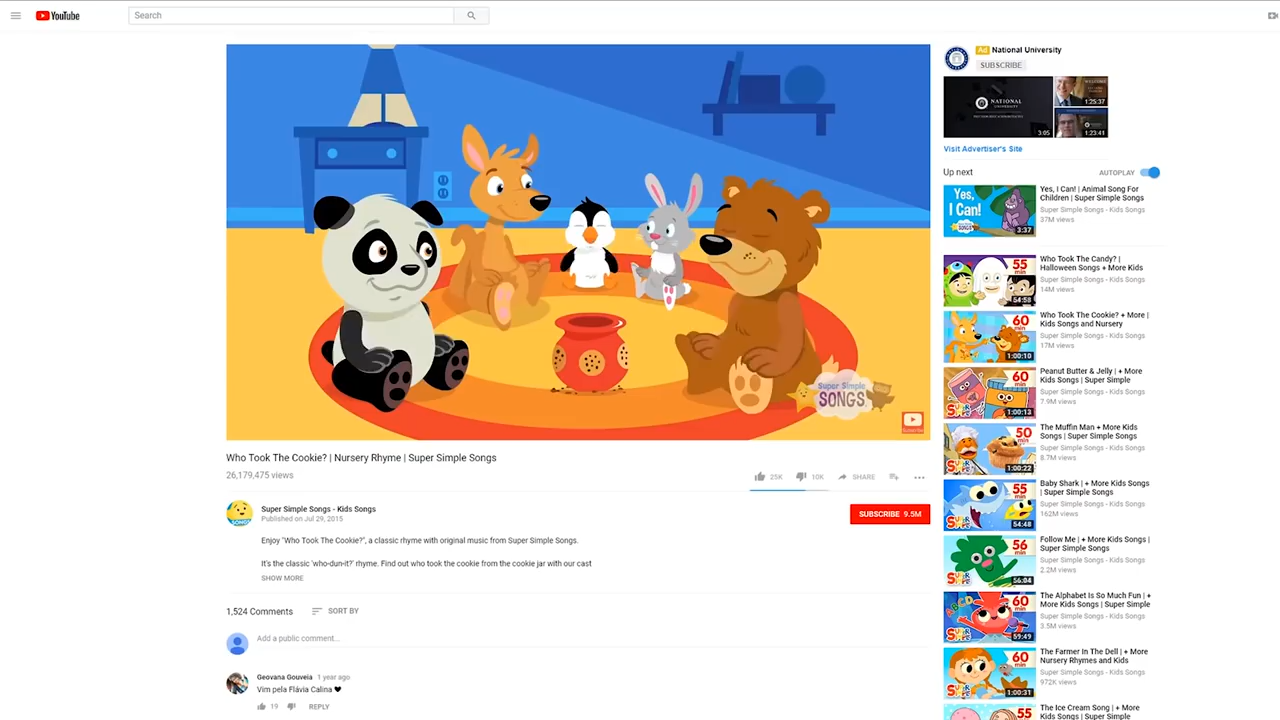 YouTube
Search
Ad National University
SUBSCRIBE
NATIONAL
UNIVERSITY
3:05
1:25:37
1:23:41
Visit Advertiser's Site
Up next
AUTOPLAY
Yes,
I Can!
SONGS
3:37
Yes, I Can! | Animal Song For
Children | Super Simple Songs
Super Simple Songs - Kids Songs
37M views
55
min
54:58
Who Took The Candy? |
Halloween Songs + More Kids
Super Simple Songs - Kids Songs
14M views
60
min
1:00:10
Who Took The Cookie? + More |
Kids Songs and Nursery
Super Simple Songs - Kids Songs
17M views
60
min
1:00:13
Peanut Butter & Jelly | + More
Kids Songs | Super Simple
Super Simple Songs - Kids Songs
7.9M views
50
min
1:00:22
The Muffin Man + More Kids
Songs | Super Simple Songs
Super Simple Songs - Kids Songs
8.7M views
55
min
54:48
Baby Shark | + More Kids Songs
| Super Simple Songs
Super Simple Songs - Kids Songs
162M views
56
min
56:04
Follow Me | + More Kids Songs |
Super Simple Songs
Super Simple Songs - Kids Songs
2.2M views
ABCD
60
min
59:49
The Alphabet Is So Much Fun | +
More Kids Songs | Super Simple
Super Simple Songs - Kids Songs
3.5M views
60
min
1:00:31
The Farmer In The Dell | + More
Nursery Rhymes and Kids
Super Simple Songs - Kids Songs
972K views
55
The Ice Cream Song | + More
Kids Songs | Super Simple Songs
Super Simple
SONGS
Who Took The Cookie? | Nursery Rhyme | Super Simple Songs
26,179,475 views
25K
10K
SHARE
Super Simple Songs - Kids Songs
Published on Jul 29, 2015
SUBSCRIBE 9.5M
Enjoy "Who Took The Cookie?", a classic rhyme with original music from Super Simple Songs.
It's the classic 'who-dun-it?' rhyme. Find out who took the cookie from the cookie jar with our cast
SHOW MORE
1,524 Comments
SORT BY
Add a public comment...
Geovana Gouveia 1 year ago
Vim pela Flávia Calina ♥
19
REPLY